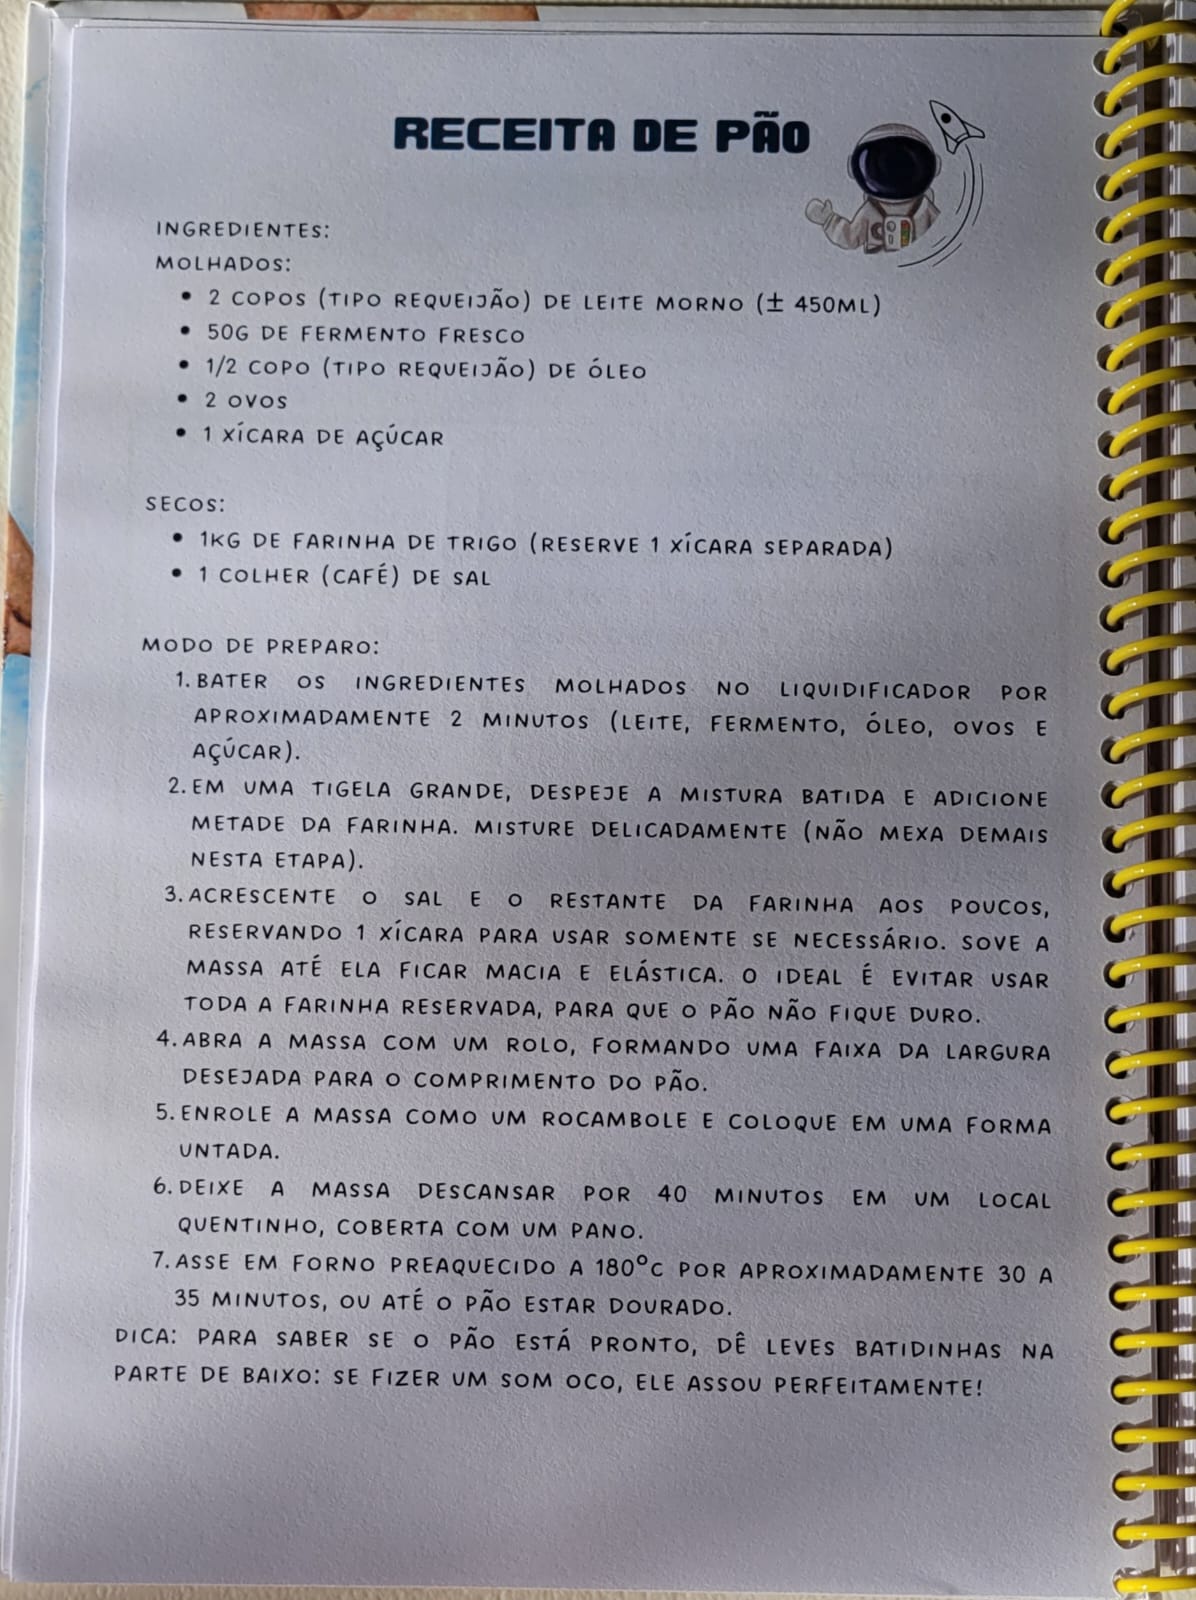 RECEITA DE PÃO
INGREDIENTES:
MOLHADOS:
• 2 COPOS (TIPO REQUEIJÃO) DE LEITE MORNO (± 450ML)
• 50G DE FERMENTO FRESCO
• 1/2 COPO (TIPO REQUEIJÃO) DE ÓLEO
• 2 OVOS
• 1 XÍCARA DE AÇÚCAR
SECOS:
• 1KG DE FARINHA DE TRIGO (RESERVE 1 XÍCARA SEPARADA)
• 1 COLHER (CAFÉ) DE SAL
MODO DE PREPARO:
1. BATER OS INGREDIENTES MOLHADOS NO LIQUIDIFICADOR POR
APROXIMADAMENTE 2 MINUTOS (LEITE, FERMENTO, ÓLEO, OVOS E
AÇÚCAR).
2. EM UMA TIGELA GRANDE, DESPEJE A MISTURA BATIDA E ADICIONE
METADE DA FARINHA. MISTURE DELICADAMENTE (NÃO MEXA DEMAIS
NESTA ETAPA).
3. ACRESCENTE O SAL E O RESTANTE DA FARINHA AOS POUCOS,
RESERVANDO 1 XÍCARA PARA USAR SOMENTE SE NECESSÁRIO. SOVE A
MASSA ATÉ ELA FICAR MACIA E ELÁSTICA. O IDEAL É EVITAR USAR
TODA A FARINHA RESERVADA, PARA QUE O PÃO NÃO FIQUE DURO.
4. ABRA A MASSA COM UM ROLO, FORMANDO UMA FAIXA DA LARGURA
DESEJADA PARA O COMPRIMENTO DO PÃO.
5. ENROLE A MASSA COMO UM ROCAMBOLE E COLOQUE EM UMA FORMA
UNTADA.
6. DEIXE A MASSA DESCANSAR POR 40 MINUTOS EM UM LOCAL
QUENTINHO, COBERTA COM UM PANO.
7. ASSE EM FORNO PREAQUECIDO A 180°C POR APROXIMADAMENTE 30 A
35 MINUTOS, OU ATÉ O PÃO ESTAR DOURADO.
DICA: PARA SABER SE O PÃO ESTÁ PRONTO, DÊ LEVES BATIDINHAS NA
PARTE DE BAIXO: SE FIZER UM SOM OCO, ELE ASSOU PERFEITAMENTE!